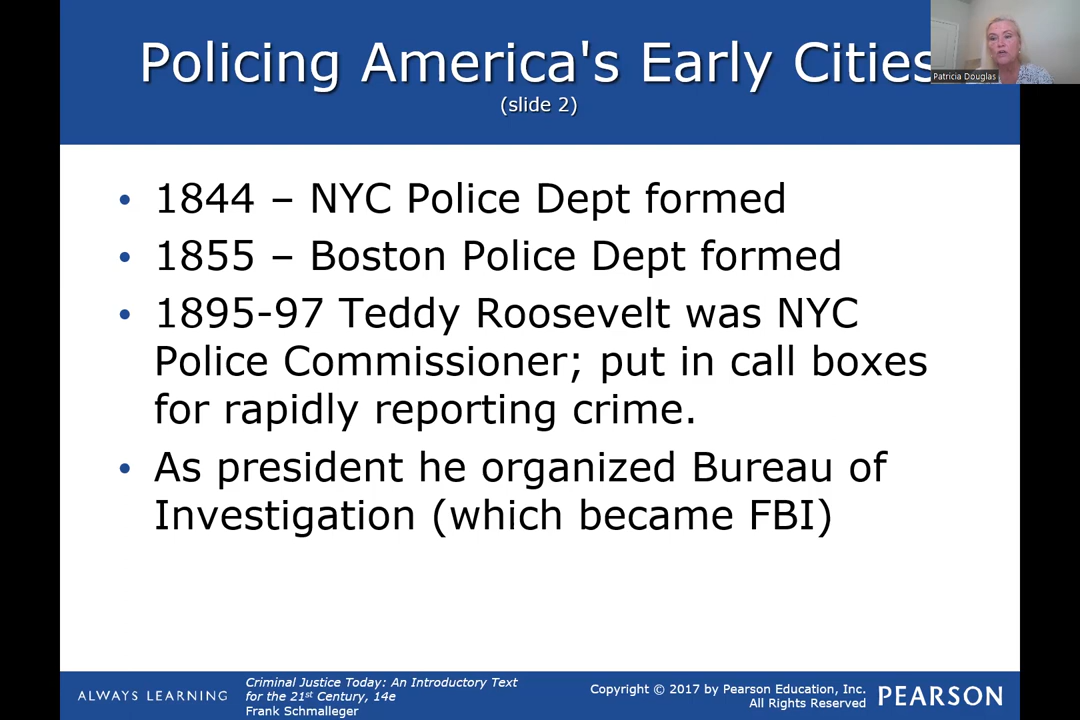 Policing America's Early Cities
(slide 2)
Patricia Douglas
• 1844 – NYC Police Dept formed
• 1855 – Boston Police Dept formed
• 1895-97 Teddy Roosevelt was NYC
Police Commissioner; put in call boxes
for rapidly reporting crime.
• As president he organized Bureau of
Investigation (which became FBI)
ALWAYS LEARNING
Criminal Justice Today: An Introductory Text
for the 21st Century, 14e
Frank Schmalleger
Copyright © 2017 by Pearson Education, Inc.
All Rights Reserved
PEARSON